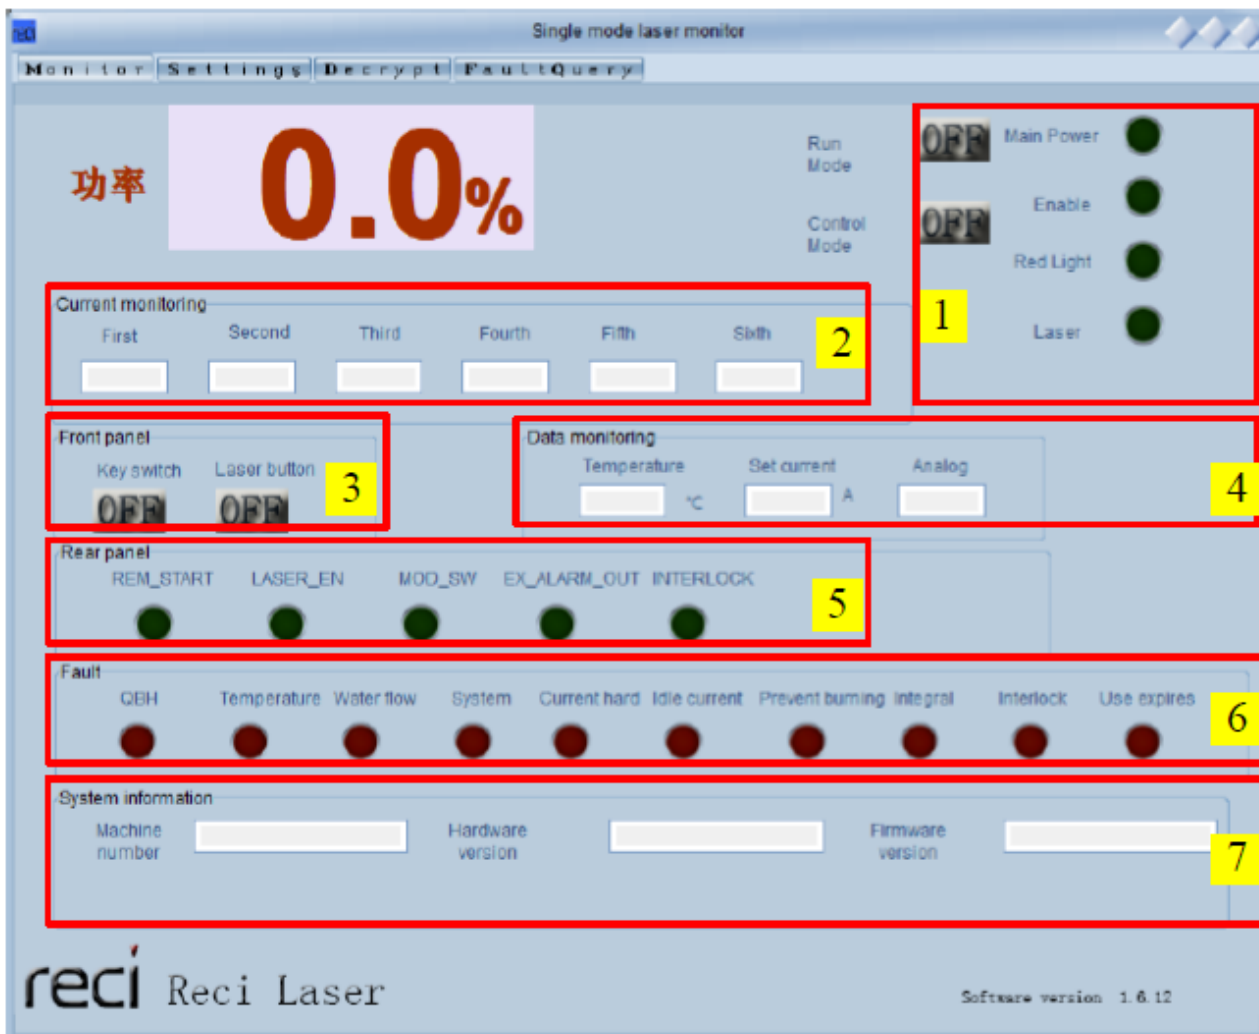 reci Single mode laser monitor
Monitor Settings Decrypt FaultQuery
功率 0.0%
Run Mode OFF
Control Mode OFF
Main Power
Enable
Red Light
Laser
1
Current monitoring
First Second Third Fourth Fifth Sixth
2
Front panel
Key switch Laser button
OFF OFF
3
Data monitoring
Temperature Set current Analog
°C A
4
Rear panel
REM_START LASER_EN MOD_SW EX_ALARM_OUT INTERLOCK
5
Fault
QBH Temperature Water flow System Current hard Idle current Prevent burning Integral Interlock Use expires
6
System information
Machine number Hardware version Firmware version
7
reci Reci Laser
Software version 1.6.12